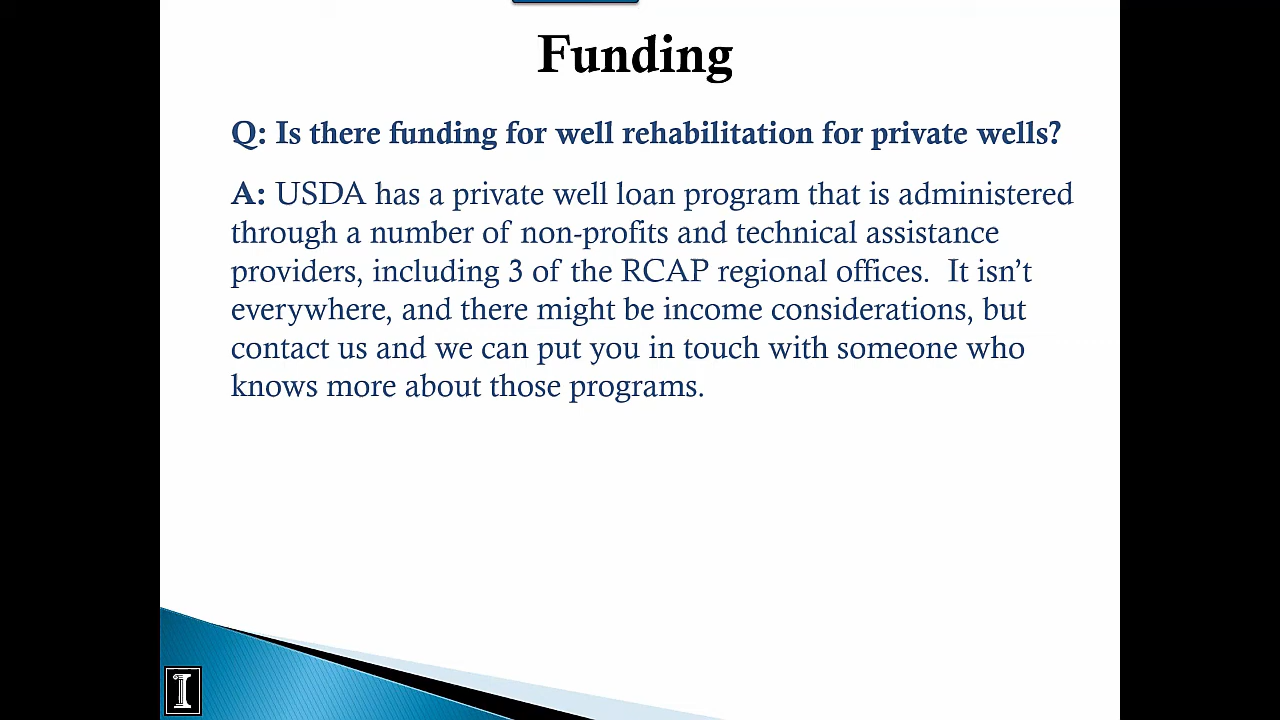 Funding
Q: Is there funding for well rehabilitation for private wells?
A: USDA has a private well loan program that is administered
through a number of non-profits and technical assistance
providers, including 3 of the RCAP regional offices.  It isn’t
everywhere, and there might be income considerations, but
contact us and we can put you in touch with someone who
knows more about those programs.
I